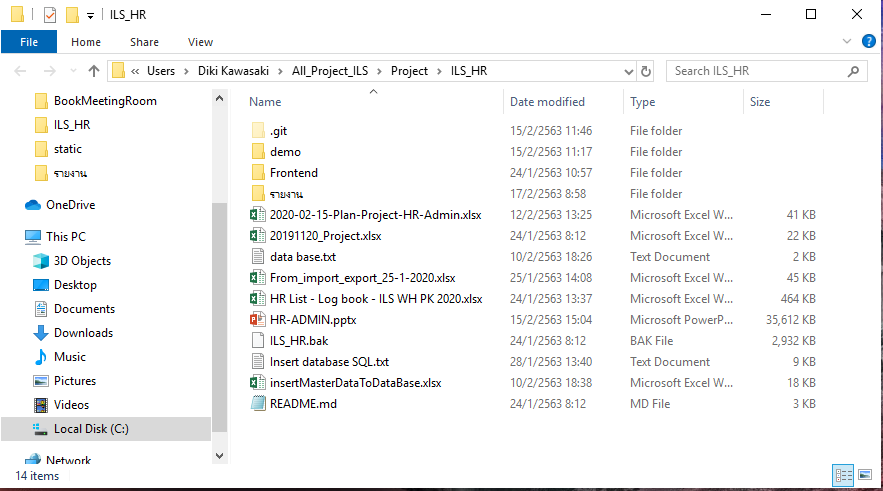 ILS_HR
File Home Share View
Users Diki Kawasaki All_Project_ILS Project ILS_HR Search ILS_HR
BookMeetingRoom
ILS_HR
static
รายงาน
OneDrive
This PC
3D Objects
Desktop
Documents
Downloads
Music
Pictures
Videos
Local Disk (C:)
Network
Name Date modified Type Size
.git 15/2/2563 11:46 File folder
demo 15/2/2563 11:17 File folder
Frontend 24/1/2563 10:57 File folder
รายงาน 17/2/2563 8:58 File folder
2020-02-15-Plan-Project-HR-Admin.xlsx 12/2/2563 13:25 Microsoft Excel W... 41 KB
20191120_Project.xlsx 24/1/2563 8:12 Microsoft Excel W... 22 KB
data base.txt 10/2/2563 18:26 Text Document 2 KB
From_import_export_25-1-2020.xlsx 25/1/2563 14:08 Microsoft Excel W... 45 KB
HR List - Log book - ILS WH PK 2020.xlsx 24/1/2563 13:37 Microsoft Excel W... 464 KB
HR-ADMIN.pptx 15/2/2563 15:04 Microsoft PowerP... 35,612 KB
ILS_HR.bak 24/1/2563 8:12 BAK File 2,932 KB
Insert database SQL.txt 28/1/2563 13:40 Text Document 9 KB
insertMasterDataToDataBase.xlsx 10/2/2563 18:38 Microsoft Excel W... 18 KB
README.md 24/1/2563 8:12 MD File 3 KB
14 items